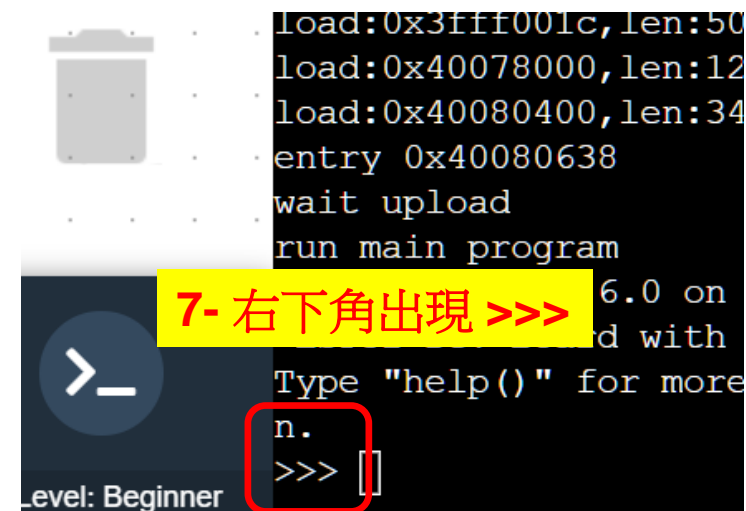 load:0x3fff001c,len:50
load:0x40078000,len:12
load:0x40080400,len:34
entry 0x40080638
wait upload
run main program
6.0 on
7- 右下角出現 >>>
with
Type "help()" for more
n.
>>>
Level: Beginner